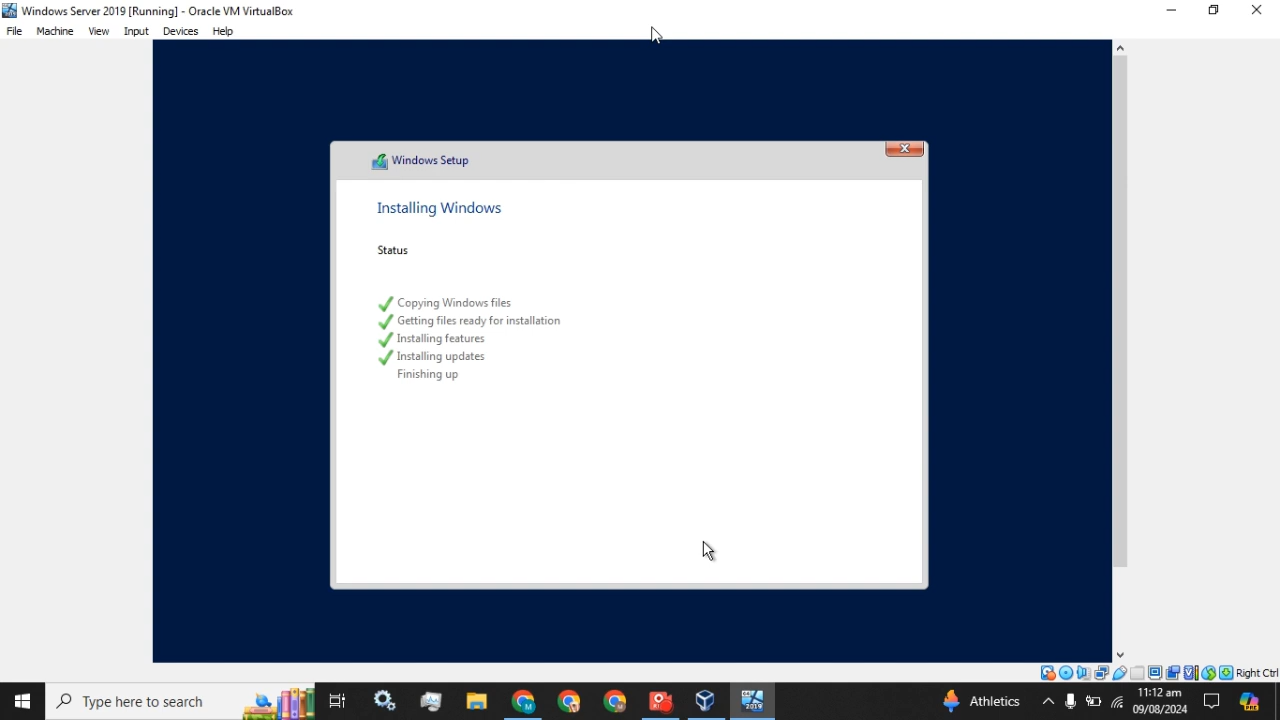 Windows Server 2019 [Running] - Oracle VM VirtualBox
File Machine View Input Devices Help
Windows Setup
Installing Windows
Status
Copying Windows files
Getting files ready for installation
Installing features
Installing updates
Finishing up
Right Ctrl
Type here to search
2019
Athletics
11:12 am
09/08/2024